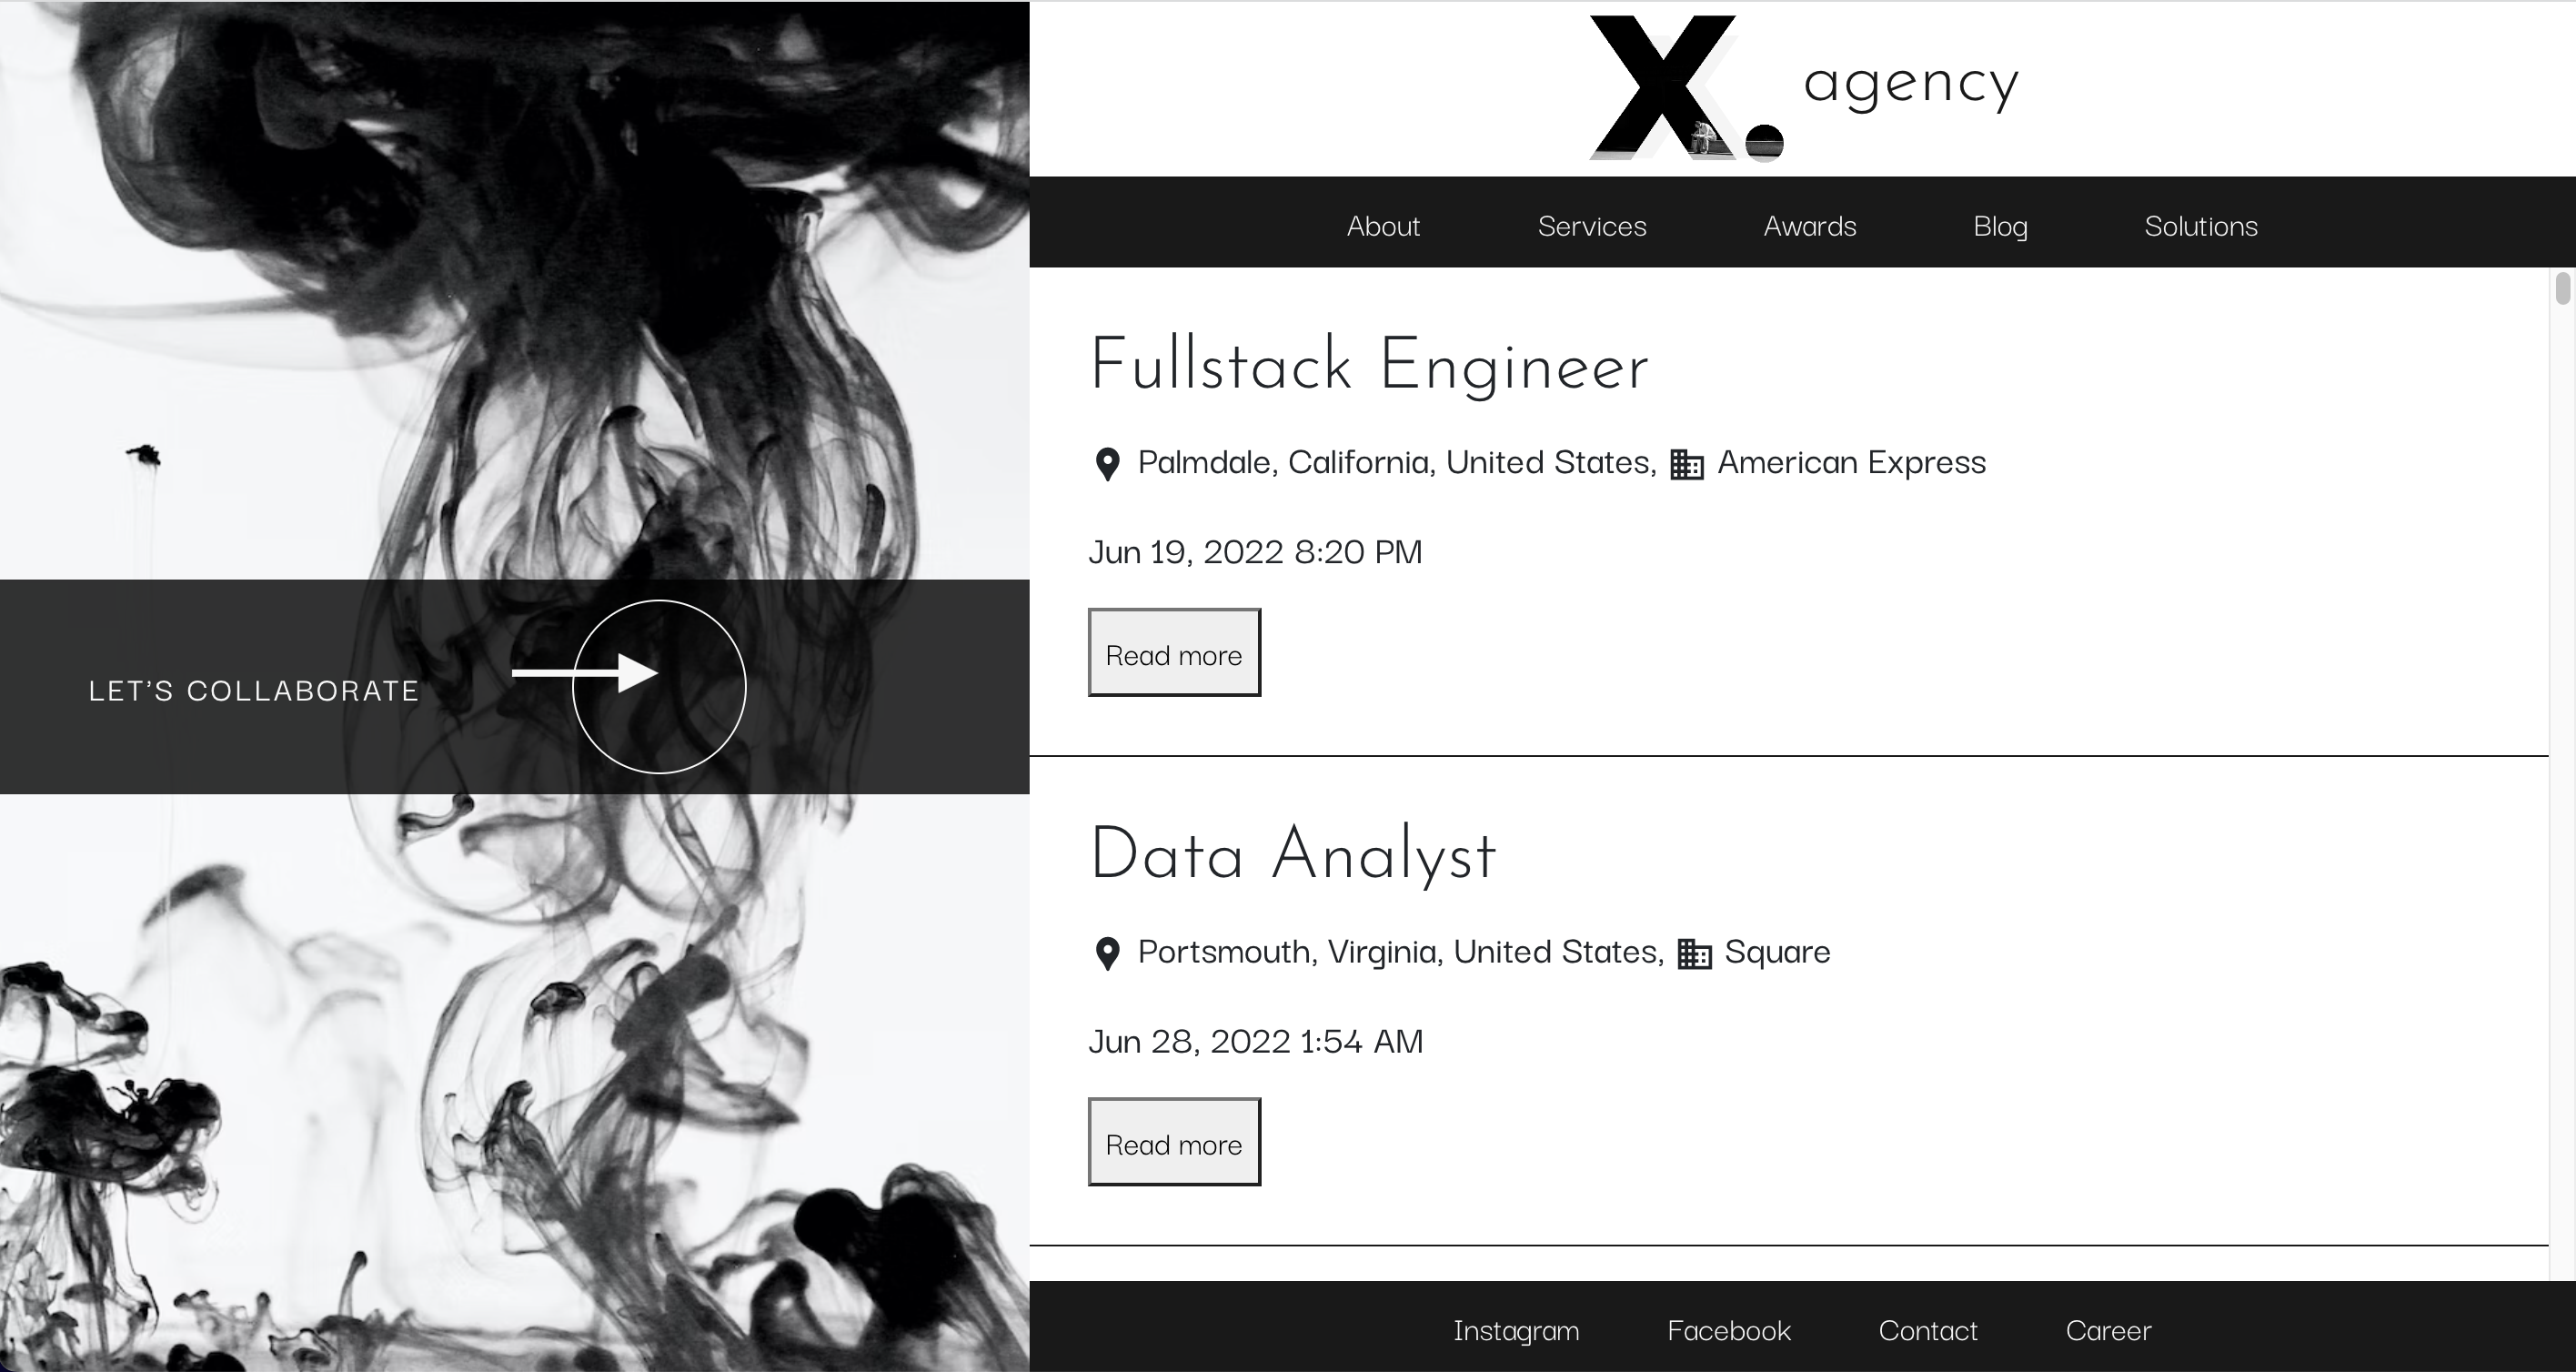 LET'S COLLABORATE
X. agency
About Services Awards Blog Solutions
Fullstack Engineer
Palmdale, California, United States, American Express
Jun 19, 2022 8:20 PM
Read more
Data Analyst
Portsmouth, Virginia, United States, Square
Jun 28, 2022 1:54 AM
Read more
Instagram Facebook Contact Career